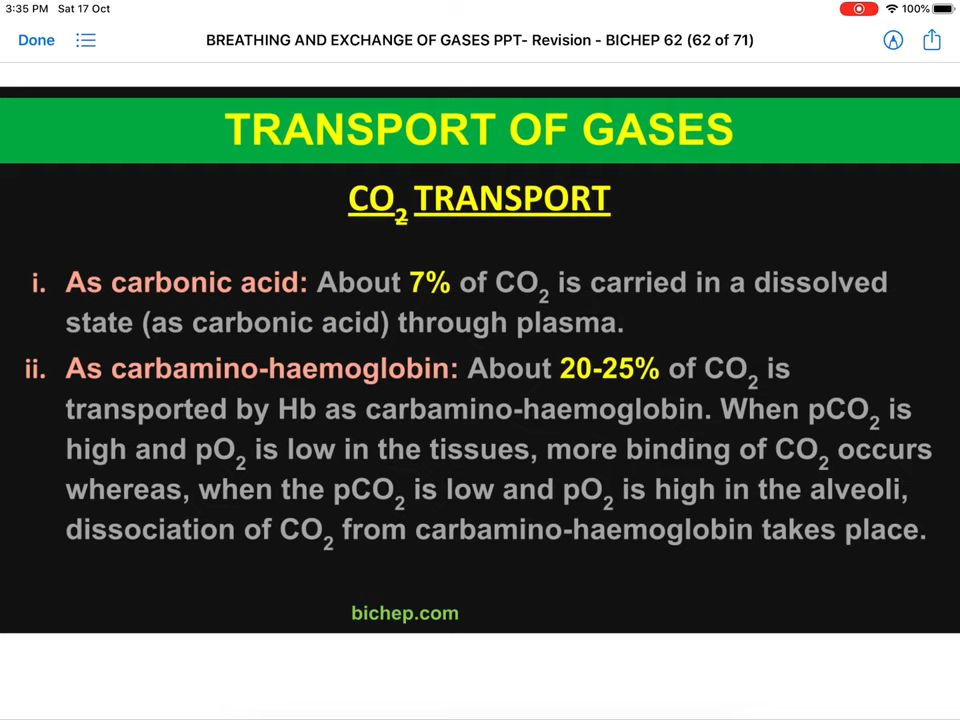 3:35 PM Sat 17 Oct
100%
Done
BREATHING AND EXCHANGE OF GASES PPT- Revision - BICHEP 62 (62 of 71)
TRANSPORT OF GASES
CO₂ TRANSPORT
i. As carbonic acid: About 7% of CO₂ is carried in a dissolved
state (as carbonic acid) through plasma.
ii. As carbamino-haemoglobin: About 20-25% of CO₂ is
transported by Hb as carbamino-haemoglobin. When pCO₂ is
high and pO₂ is low in the tissues, more binding of CO₂ occurs
whereas, when the pCO₂ is low and pO₂ is high in the alveoli,
dissociation of CO₂ from carbamino-haemoglobin takes place.
bichep.com